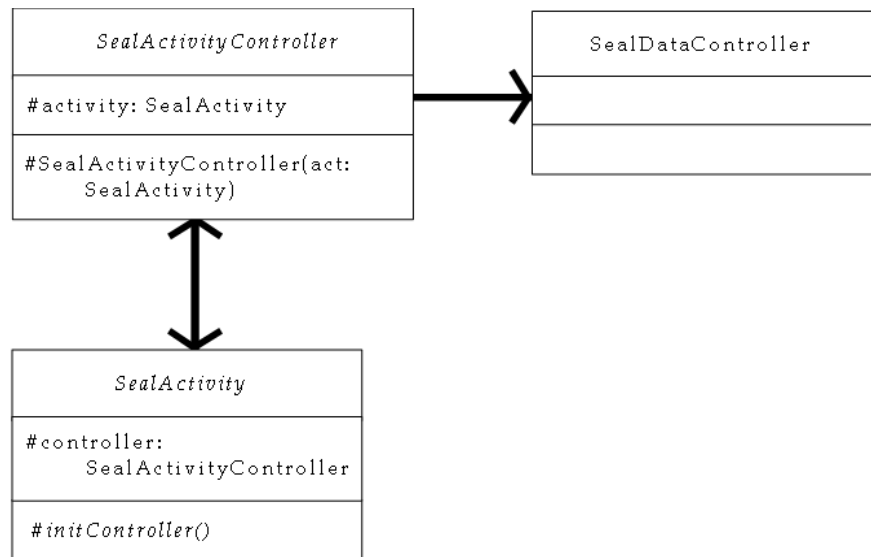 SealActivityController
#activity: SealActivity
#SealActivityController(act:
SealActivity)
SealDataController
SealActivity
#controller:
SealActivityController
#initController()